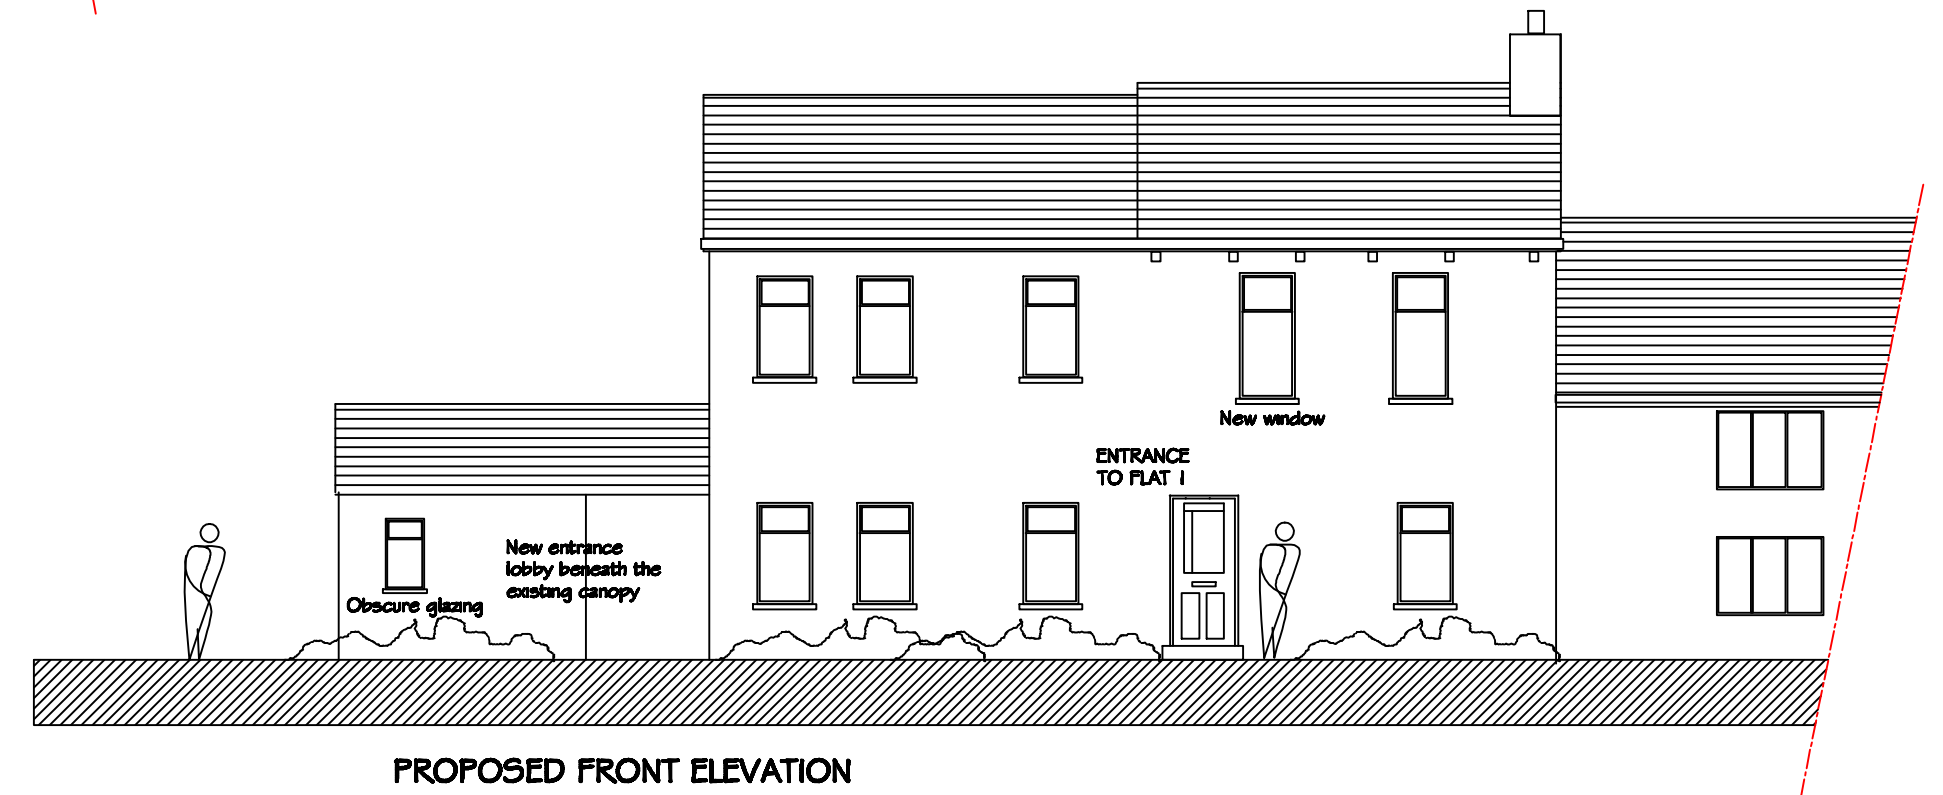 New window
ENTRANCE
TO FLAT 1
New entrance
lobby beneath the
existing canopy
Obscure glazing
PROPOSED FRONT ELEVATION